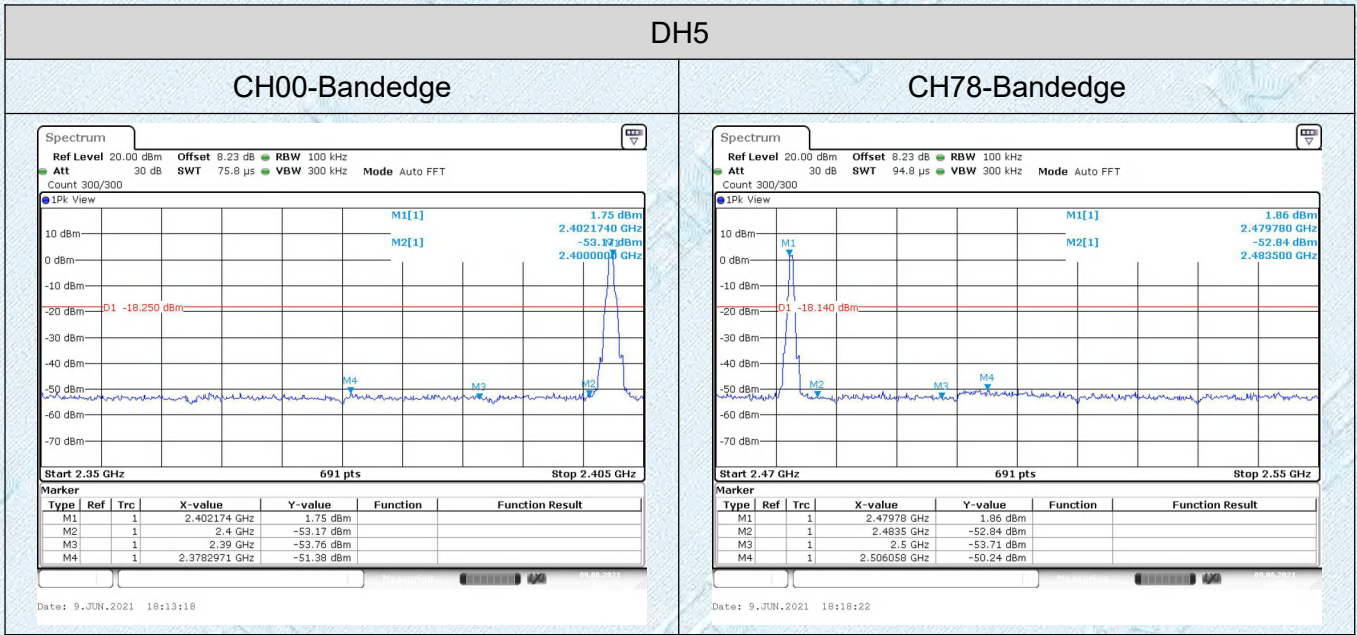 DH5
CH00-Bandedge
CH78-Bandedge
Spectrum
Ref Level 20.00 dBm Offset 8.23 dB RBW 100 kHz
Att 30 dB SWT 75.8 µs VBW 300 kHz Mode Auto FFT
Count 300/300
1Pk View
M1[1] 1.75 dBm
2.4021740 GHz
M2[1] -53.17 dBm
2.4000000 GHz
M1
10 dBm
0 dBm
-10 dBm
D1 -18.250 dBm
-20 dBm
-30 dBm
-40 dBm
M4
M3
M2
-50 dBm
-60 dBm
-70 dBm
Start 2.35 GHz 691 pts Stop 2.405 GHz
Marker
Type Ref Trc X-value Y-value Function Function Result
M1 1 2.402174 GHz 1.75 dBm
M2 1 2.4 GHz -53.17 dBm
M3 1 2.39 GHz -53.76 dBm
M4 1 2.3782971 GHz -51.38 dBm
09.06.2021
Date: 9.JUN.2021 18:13:18
Spectrum
Ref Level 20.00 dBm Offset 8.23 dB RBW 100 kHz
Att 30 dB SWT 94.8 µs VBW 300 kHz Mode Auto FFT
Count 300/300
1Pk View
M1[1] 1.86 dBm
2.479780 GHz
M2[1] -52.84 dBm
2.483500 GHz
10 dBm
M1
0 dBm
-10 dBm
D1 -18.140 dBm
-20 dBm
-30 dBm
-40 dBm
M4
M2
M3
-50 dBm
-60 dBm
-70 dBm
Start 2.47 GHz 691 pts Stop 2.55 GHz
Marker
Type Ref Trc X-value Y-value Function Function Result
M1 1 2.47978 GHz 1.86 dBm
M2 1 2.4835 GHz -52.84 dBm
M3 1 2.5 GHz -53.71 dBm
M4 1 2.506058 GHz -50.24 dBm
09.06.2021
Date: 9.JUN.2021 18:18:22